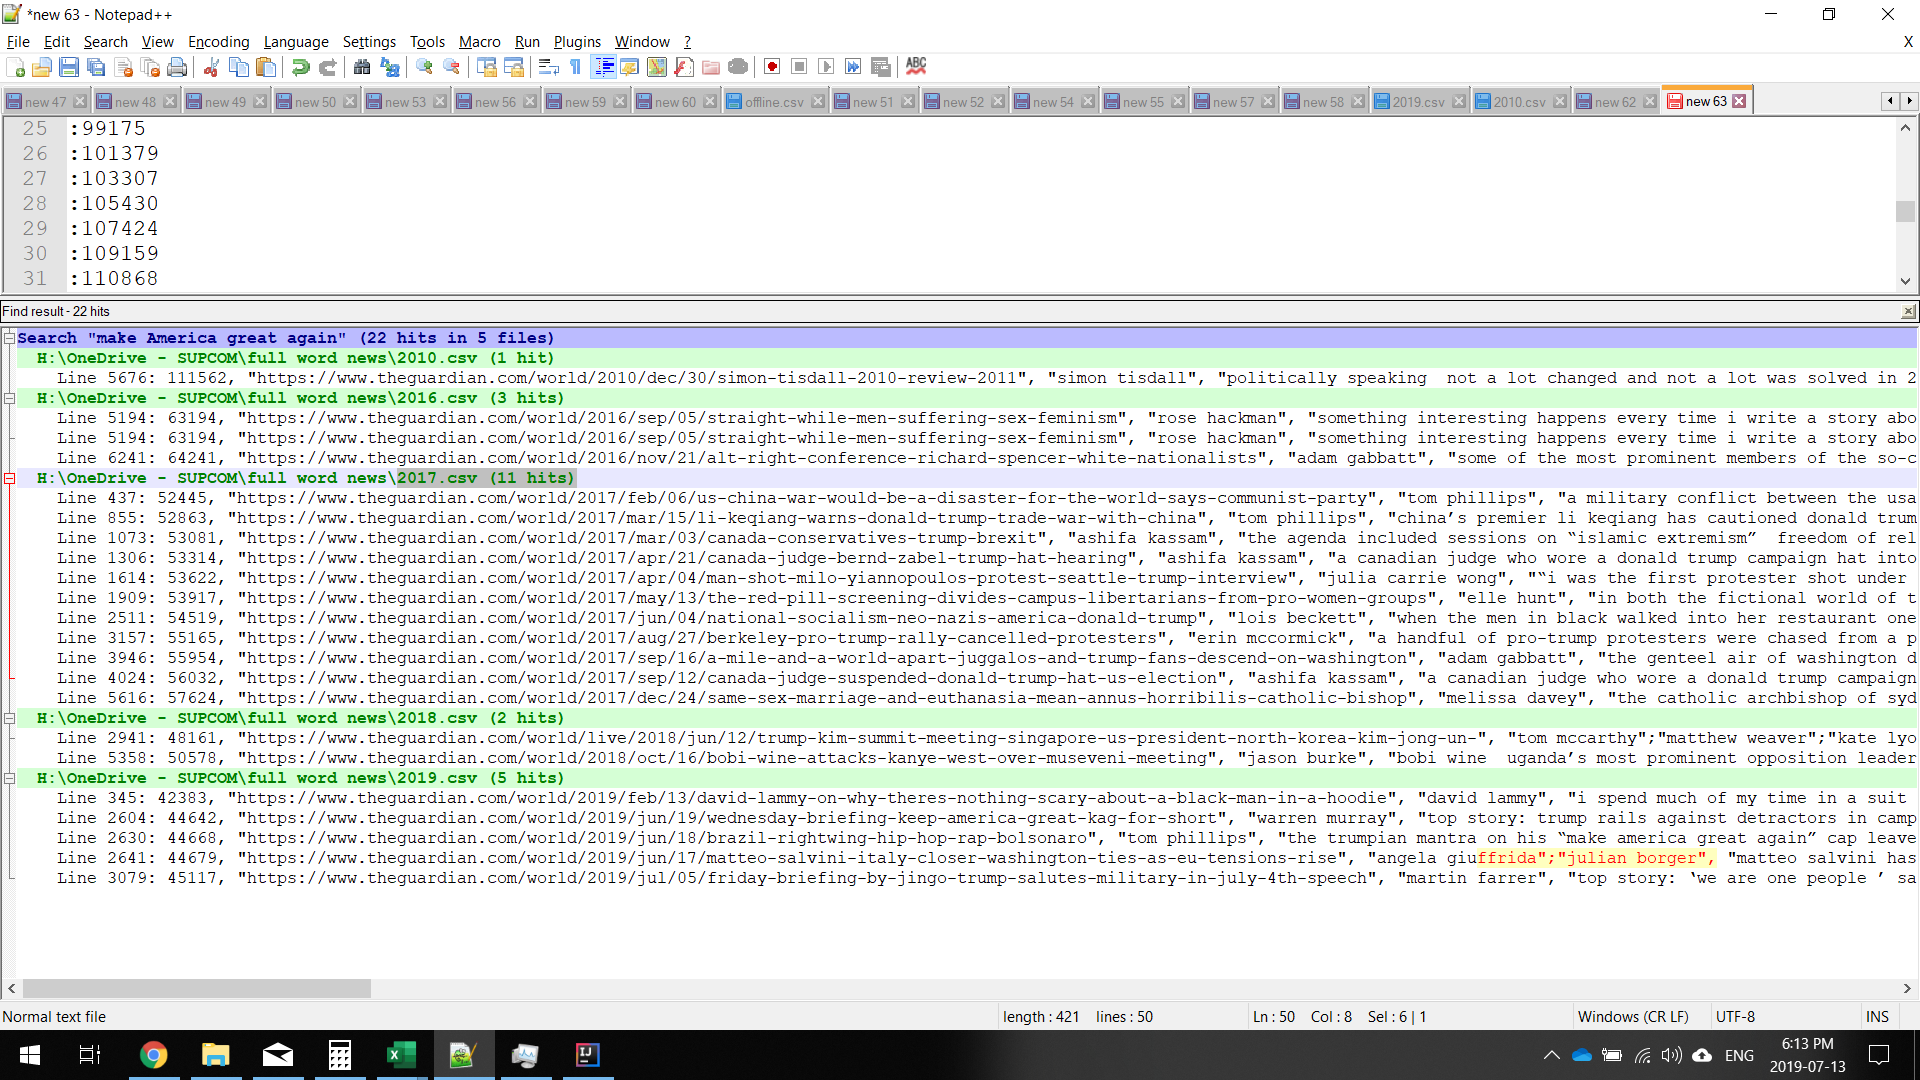 *new 63 - Notepad++
File Edit Search View Encoding Language Settings Tools Macro Run Plugins Window ? X
ABC
new 47 new 48 new 49 new 50 new 53 new 56 new 59 new 60 offline.csv new 51 new 52 new 54 new 55 new 57 new 58 2019.csv 2010.csv new 62 new 63
25 :99175
26 :101379
27 :103307
28 :105430
29 :107424
30 :109159
31 :110868
Find result - 22 hits
Search "make America great again" (22 hits in 5 files)
H:\OneDrive - SUPCOM\full word news\2010.csv (1 hit)
Line 5676: 111562, "https://www.theguardian.com/world/2010/dec/30/simon-tisdall-2010-review-2011", "simon tisdall", "politically speaking  not a lot changed and not a lot was solved in 2
H:\OneDrive - SUPCOM\full word news\2016.csv (3 hits)
Line 5194: 63194, "https://www.theguardian.com/world/2016/sep/05/straight-while-men-suffering-sex-feminism", "rose hackman", "something interesting happens every time i write a story abo
Line 5194: 63194, "https://www.theguardian.com/world/2016/sep/05/straight-while-men-suffering-sex-feminism", "rose hackman", "something interesting happens every time i write a story abo
Line 6241: 64241, "https://www.theguardian.com/world/2016/nov/21/alt-right-conference-richard-spencer-white-nationalists", "adam gabbatt", "some of the most prominent members of the so-c
H:\OneDrive - SUPCOM\full word news\2017.csv (11 hits)
Line 437: 52445, "https://www.theguardian.com/world/2017/feb/06/us-china-war-would-be-a-disaster-for-the-world-says-communist-party", "tom phillips", "a military conflict between the usa
Line 855: 52863, "https://www.theguardian.com/world/2017/mar/15/li-keqiang-warns-donald-trump-trade-war-with-china", "tom phillips", "china’s premier li keqiang has cautioned donald trum
Line 1073: 53081, "https://www.theguardian.com/world/2017/mar/03/canada-conservatives-trump-brexit", "ashifa kassam", "the agenda included sessions on “islamic extremism”  freedom of rel
Line 1306: 53314, "https://www.theguardian.com/world/2017/apr/21/canada-judge-bernd-zabel-trump-hat-hearing", "ashifa kassam", "a canadian judge who wore a donald trump campaign hat into
Line 1614: 53622, "https://www.theguardian.com/world/2017/apr/04/man-shot-milo-yiannopoulos-protest-seattle-trump-interview", "julia carrie wong", "“i was the first protester shot under
Line 1909: 53917, "https://www.theguardian.com/world/2017/may/13/the-red-pill-screening-divides-campus-libertarians-from-pro-women-groups", "elle hunt", "in both the fictional world of t
Line 2511: 54519, "https://www.theguardian.com/world/2017/jun/04/national-socialism-neo-nazis-america-donald-trump", "lois beckett", "when the men in black walked into her restaurant one
Line 3157: 55165, "https://www.theguardian.com/world/2017/aug/27/berkeley-pro-trump-rally-cancelled-protesters", "erin mccormick", "a handful of pro-trump protesters were chased from a p
Line 3946: 55954, "https://www.theguardian.com/world/2017/sep/16/a-mile-and-a-world-apart-juggalos-and-trump-fans-descend-on-washington", "adam gabbatt", "the genteel air of washington d
Line 4024: 56032, "https://www.theguardian.com/world/2017/sep/12/canada-judge-suspended-donald-trump-hat-us-election", "ashifa kassam", "a canadian judge who wore a donald trump campaign
Line 5616: 57624, "https://www.theguardian.com/world/2017/dec/24/same-sex-marriage-and-euthanasia-mean-annus-horribilis-catholic-bishop", "melissa davey", "the catholic archbishop of syd
H:\OneDrive - SUPCOM\full word news\2018.csv (2 hits)
Line 2941: 48161, "https://www.theguardian.com/world/live/2018/jun/12/trump-kim-summit-meeting-singapore-us-president-north-korea-kim-jong-un-", "tom mccarthy";"matthew weaver";"kate lyo
Line 5358: 50578, "https://www.theguardian.com/world/2018/oct/16/bobi-wine-attacks-kanye-west-over-museveni-meeting", "jason burke", "bobi wine  uganda’s most prominent opposition leader
H:\OneDrive - SUPCOM\full word news\2019.csv (5 hits)
Line 345: 42383, "https://www.theguardian.com/world/2019/feb/13/david-lammy-on-why-theres-nothing-scary-about-a-black-man-in-a-hoodie", "david lammy", "i spend much of my time in a suit
Line 2604: 44642, "https://www.theguardian.com/world/2019/jun/19/wednesday-briefing-keep-america-great-kag-for-short", "warren murray", "top story: trump rails against detractors in camp
Line 2630: 44668, "https://www.theguardian.com/world/2019/jun/18/brazil-rightwing-hip-hop-rap-bolsonaro", "tom phillips", "the trumpian mantra on his “make america great again” cap leave
Line 2641: 44679, "https://www.theguardian.com/world/2019/jun/17/matteo-salvini-italy-closer-washington-ties-as-eu-tensions-rise", "angela giuffrida";"julian borger", "matteo salvini has
Line 3079: 45117, "https://www.theguardian.com/world/2019/jul/05/friday-briefing-by-jingo-trump-salutes-military-in-july-4th-speech", "martin farrer", "top story: ‘we are one people ’ sa
Normal text file length : 421 lines : 50 Ln : 50 Col : 8 Sel : 6 | 1 Windows (CR LF) UTF-8 INS
ENG 6:13 PM
2019-07-13